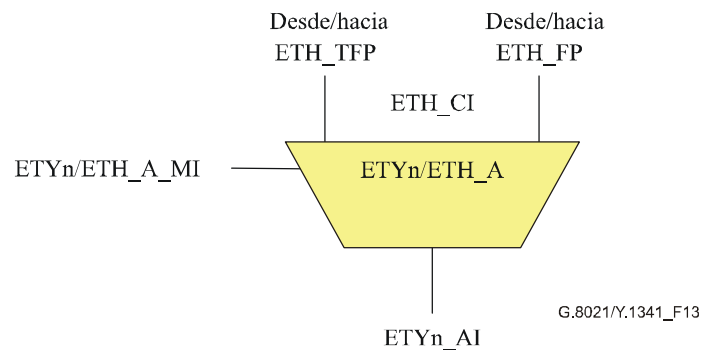 Desde/hacia
ETH_TFP
Desde/hacia
ETH_FP
ETH_CI
ETYn/ETH_A_MI
ETYn/ETH_A
G.8021/Y.1341_F13
ETYn_AI